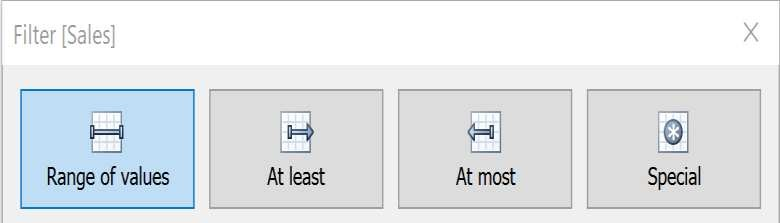 Filter [Sales]
X
Range of values
At least
At most
Special